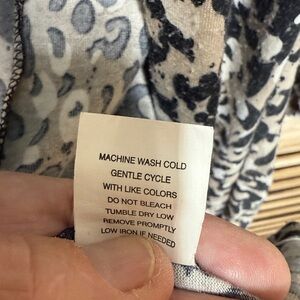 MACHINE WASH COLD
GENTLE CYCLE
WITH LIKE COLORS
DO NOT BLEACH
TUMBLE DRY LOW
REMOVE PROMPTLY
LOW IRON IF NEEDED